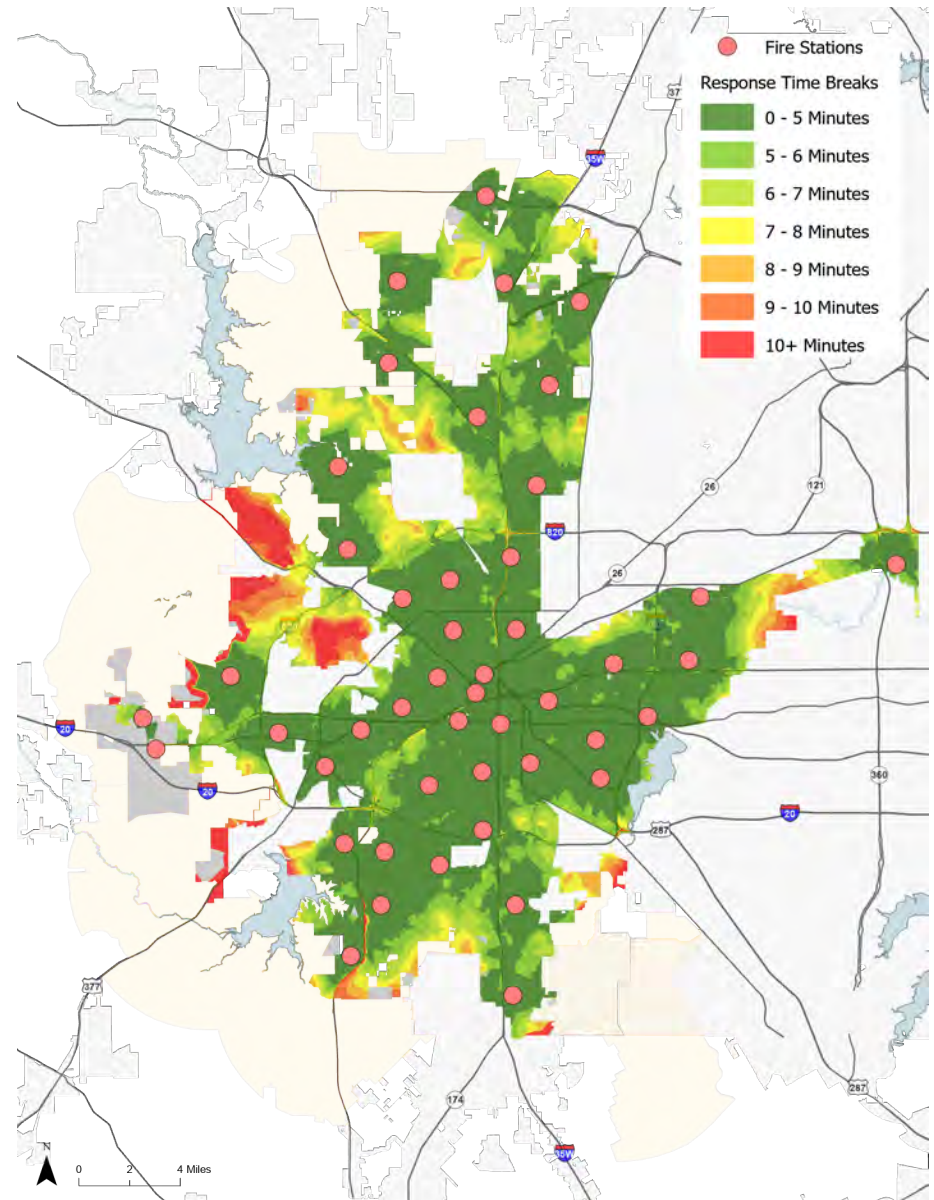 Fire Stations
Response Time Breaks
0 - 5 Minutes
5 - 6 Minutes
6 - 7 Minutes
7 - 8 Minutes
8 - 9 Minutes
9 - 10 Minutes
10+ Minutes
37
35W
26
121
820
26
20
20
360
20
287
377
287
174
35W
N
0 2 4 Miles